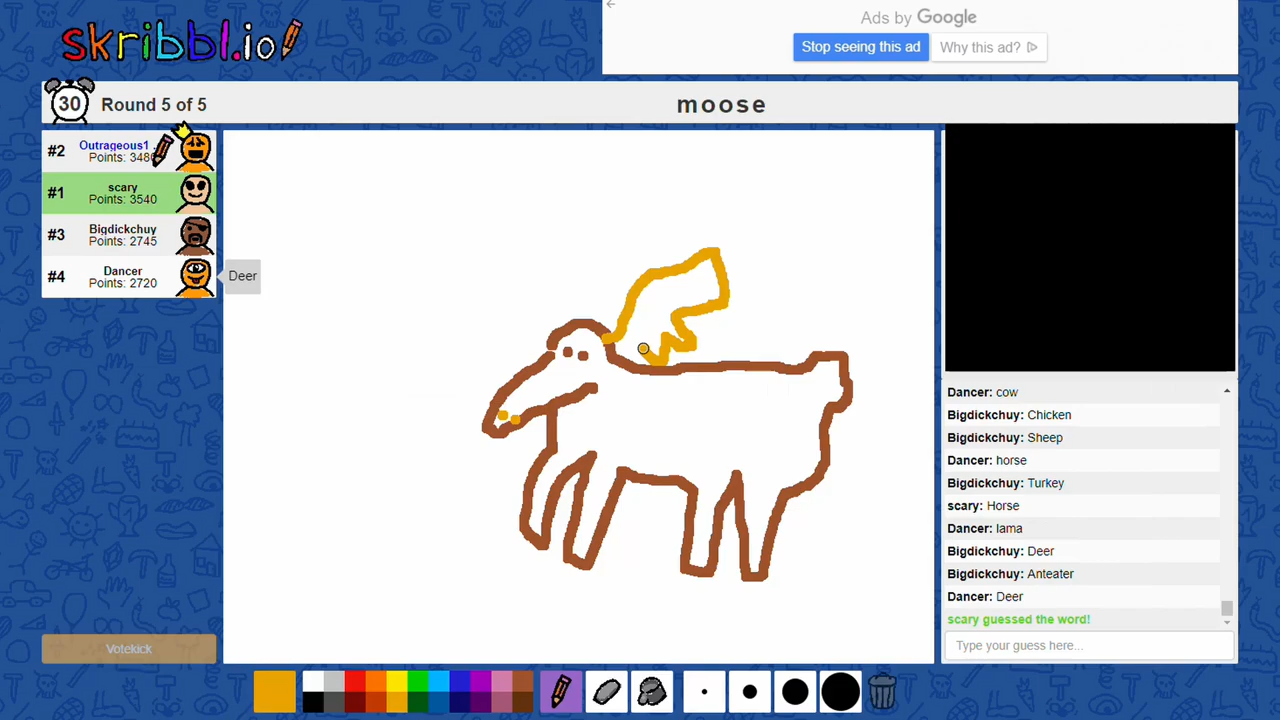 skribbl.io
Ads by Google
Stop seeing this ad
Why this ad?
30
Round 5 of 5
moose
#2
Outrageous1
Points: 3480
#1
scary
Points: 3540
#3
Bigdickchuy
Points: 2745
#4
Dancer
Points: 2720
Deer
Dancer: cow
Bigdickchuy: Chicken
Bigdickchuy: Sheep
Dancer: horse
Bigdickchuy: Turkey
scary: Horse
Dancer: lama
Bigdickchuy: Deer
Bigdickchuy: Anteater
Dancer: Deer
scary guessed the word!
Type your guess here...
Votekick